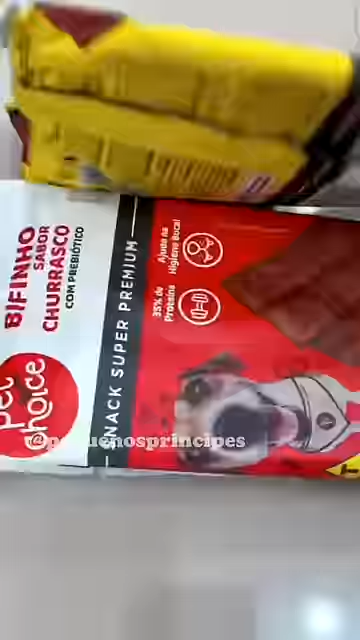 BIFINHO
SABOR
CHURRASCO
COM PREBIÓTICO
pet
choice
SNACK SUPER PREMIUM
Ajuda na
Higiene Bucal
35% de
Proteína
@pequenosprincipes